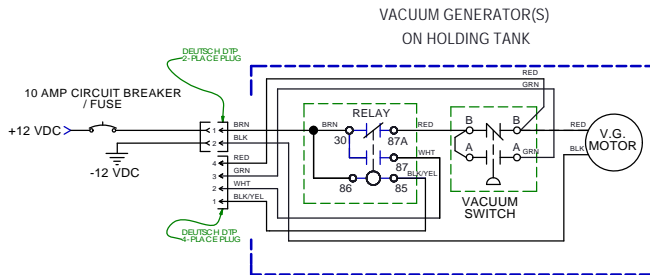 VACUUM GENERATOR(S)
ON HOLDING TANK
DEUTSCH DTP
2-PLACE PLUG
10 AMP CIRCUIT BREAKER
/ FUSE
+12 VDC
-12 VDC
1
2
BRN
BLK
4
3
2
1
RED
GRN
WHT
BLK/YEL
DEUTSCH DTP
4-PLACE PLUG
RED
GRN
BRN
RELAY
30
87A
87
86
85
RED
WHT
BLK/YEL
B
B
A
A
GRN
VACUUM
SWITCH
RED
BLK
V.G.
MOTOR